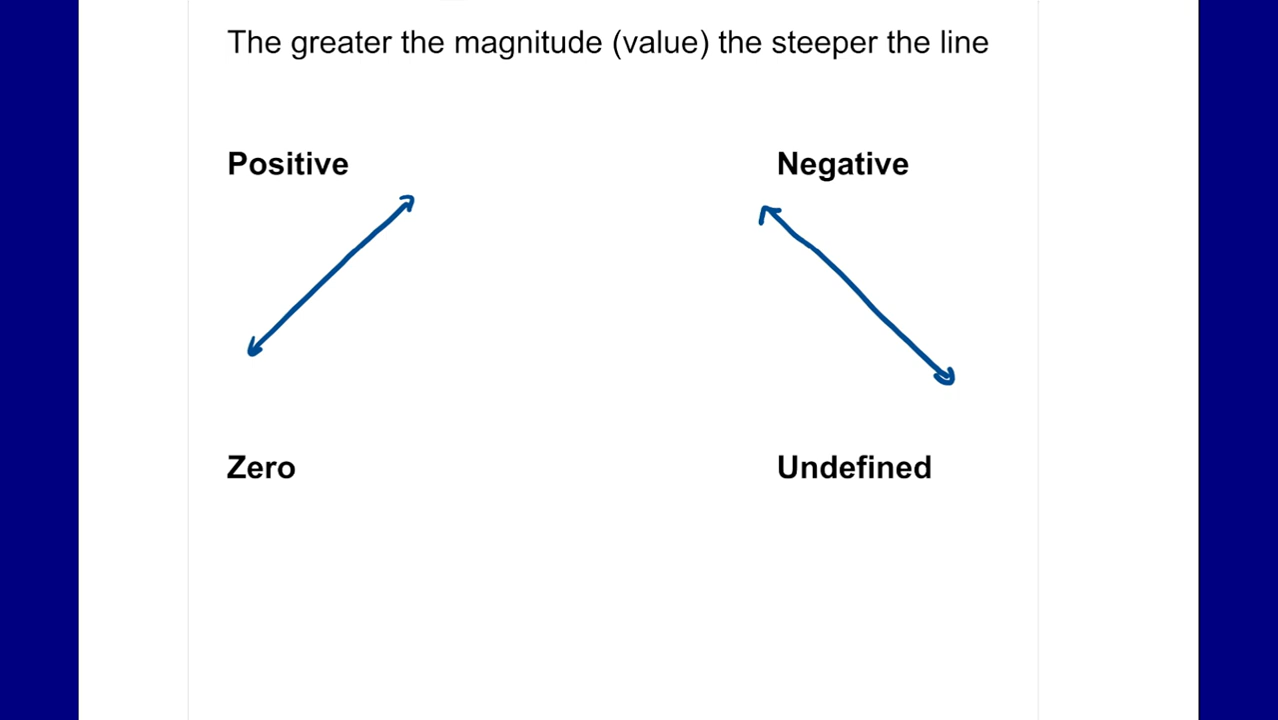 The greater the magnitude (value) the steeper the line
Positive
Negative
Zero
Undefined